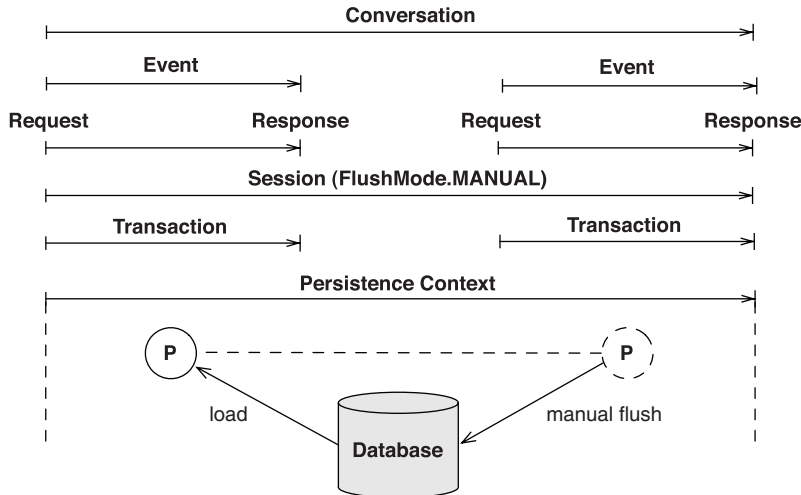 Conversation
Event
Event
Request
Response
Request
Response
Session (FlushMode.MANUAL)
Transaction
Transaction
Persistence Context
P
P
load
manual flush
Database